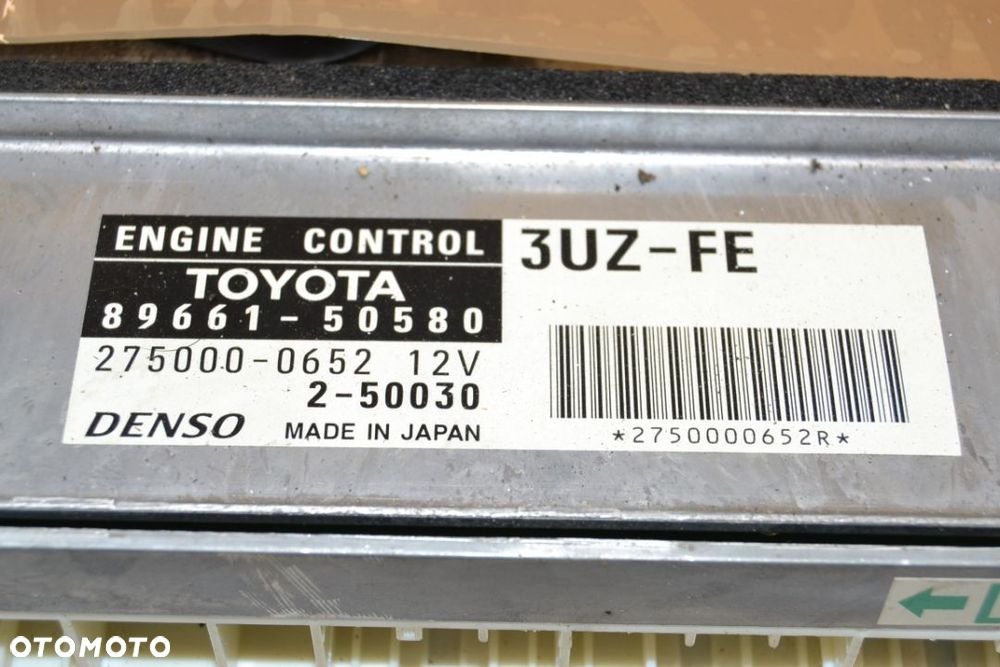 ENGINE CONTROL
TOYOTA
89661-50580
275000-0652 12V
2-50030
DENSO MADE IN JAPAN
3UZ-FE
*2750000652R*
OTOMOTO